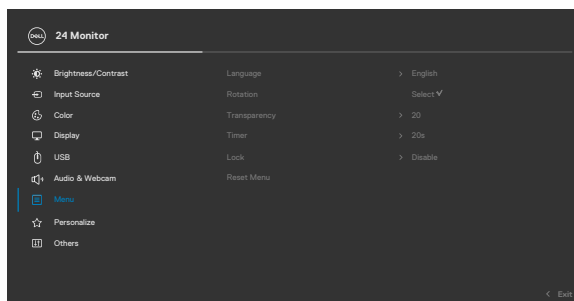 DELL 24 Monitor
Brightness/Contrast Language > English
Input Source Rotation Select √
Color Transparency > 20
Display Timer > 20s
USB Lock > Disable
Audio & Webcam Reset Menu
Menu
Personalize
Others
< Exit